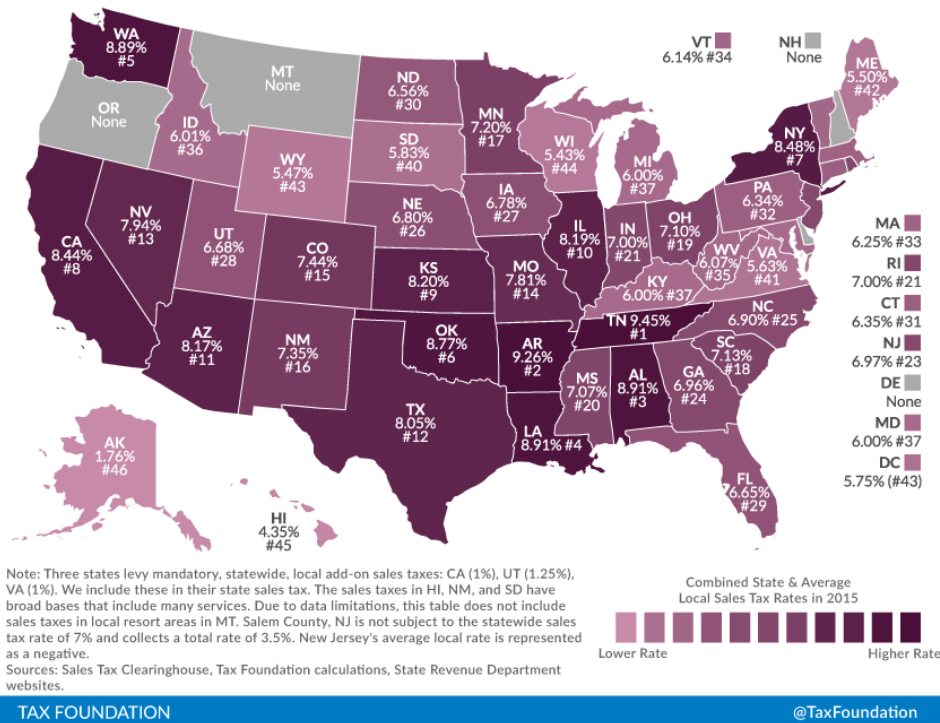 WA
8.89%
#5
MT
None
ND
6.56%
#30
VT
6.14% #34
NH
None
ME
5.50%
#42
OR
None
ID
6.01%
#36
MN
7.20%
#17
SD
5.83%
#40
WI
5.43%
#44
MI
6.00%
#37
NY
8.48%
#7
WY
5.47%
#43
IA
6.78%
#27
NE
6.80%
#26
PA
6.34%
#32
NV
7.94%
#13
UT
6.68%
#28
CO
7.44%
#15
CA
8.44%
#8
KS
8.20%
#9
MO
7.81%
#14
IL
8.19%
#10
IN
7.00%
#21
OH
7.10%
#19
WV
6.07%
#35
VA
5.63%
#41
KY
6.00% #37
NC
6.90% #25
TN 9.45%
#1
SC
7.13%
#18
AZ
8.17%
#11
NM
7.35%
#16
OK
8.77%
#6
AR
9.26%
#2
MS
7.07%
#20
AL
8.91%
#3
GA
6.96%
#24
TX
8.05%
#12
LA
8.91% #4
FL
6.65%
#29
AK
1.76%
#46
HI
4.35%
#45
MA
6.25% #33
RI
7.00% #21
CT
6.35% #31
NJ
6.97% #23
DE
None
MD
6.00% #37
DC
5.75% (#43)
Note: Three states levy mandatory, statewide, local add-on sales taxes: CA (1%), UT (1.25%),
VA (1%). We include these in their state sales tax. The sales taxes in HI, NM, and SD have
broad bases that include many services. Due to data limitations, this table does not include
sales taxes in local resort areas in MT. Salem County, NJ is not subject to the statewide sales
tax rate of 7% and collects a total rate of 3.5%. New Jersey's average local rate is represented
as a negative.
Sources: Sales Tax Clearinghouse, Tax Foundation calculations, State Revenue Department
websites.
Combined State & Average
Local Sales Tax Rates in 2015
Lower Rate
Higher Rate
TAX FOUNDATION
@TaxFoundation